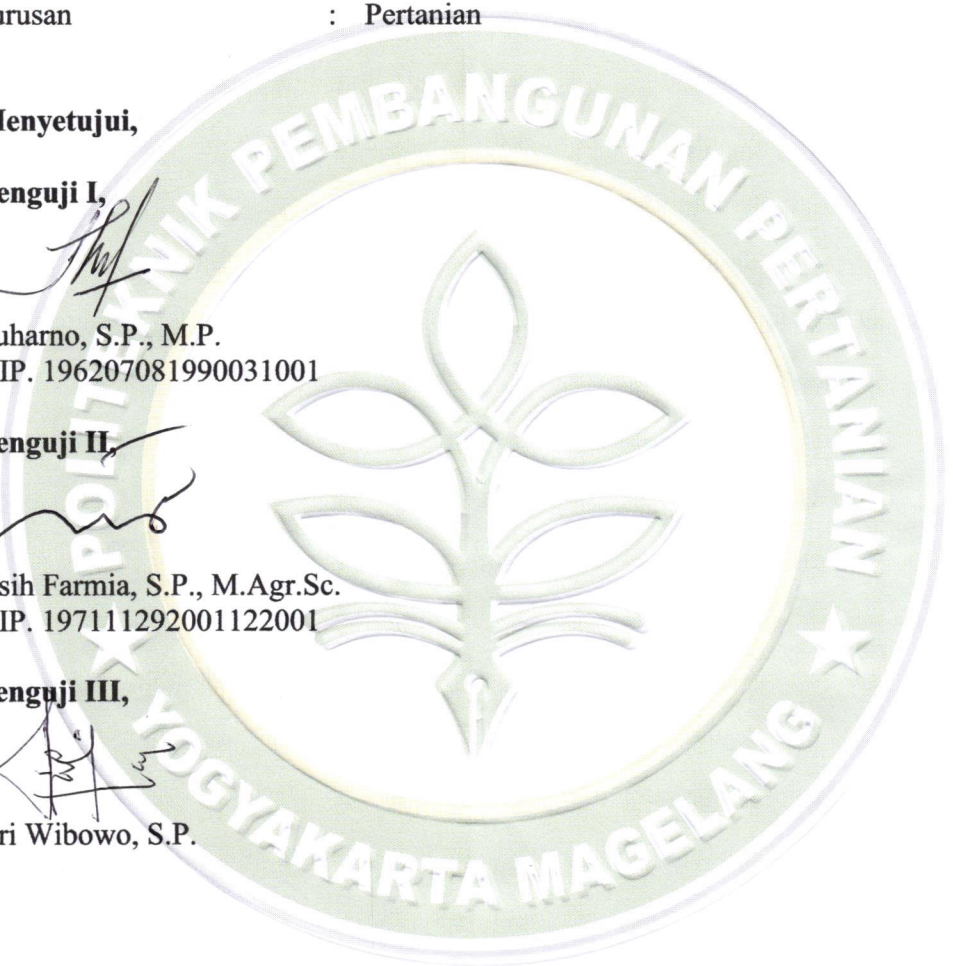 urusan : Pertanian
Menyetujui,
enguji I,
uharno, S.P., M.P.
IP. 196207081990031001
enguji II,
sih Farmia, S.P., M.Agr.Sc.
IP. 197111292001122001
enguji III,
ri Wibowo, S.P.
POLITEKNIK PEMBANGUNAN PERTANIAN
YOGYAKARTA MAGELANG